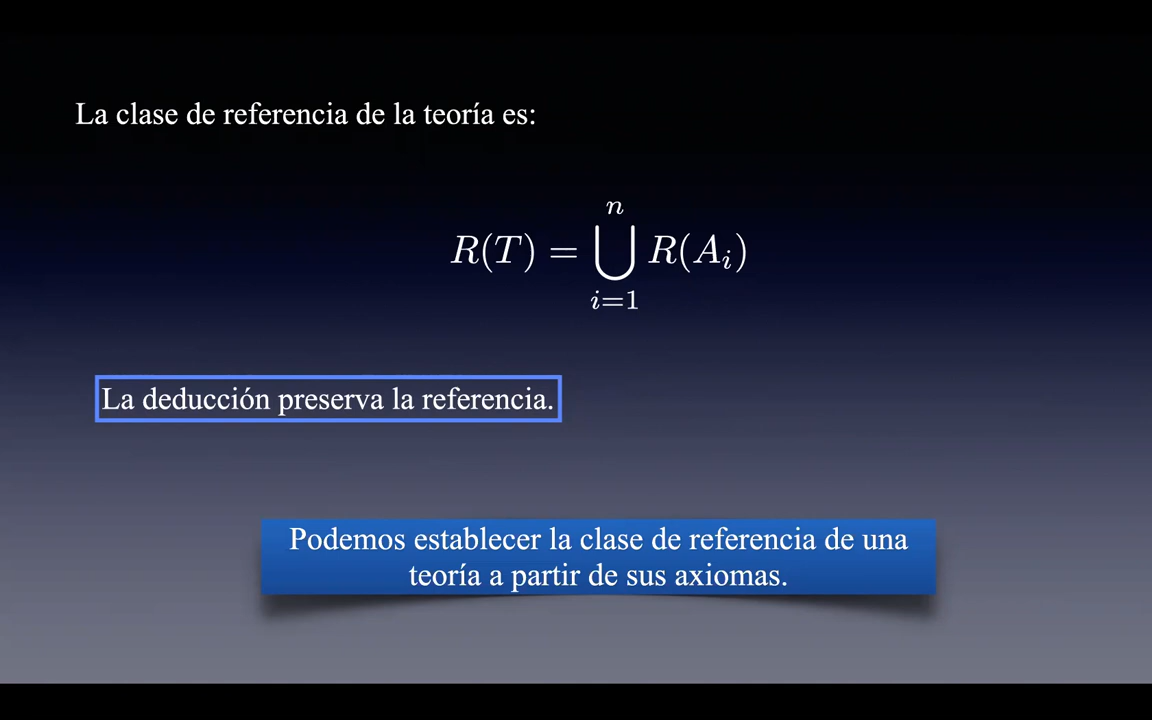 La clase de referencia de la teoría es:
R(T) = ⋃_{i=1}^{n} R(A_i)
La deducción preserva la referencia.
Podemos establecer la clase de referencia de una
teoría a partir de sus axiomas.